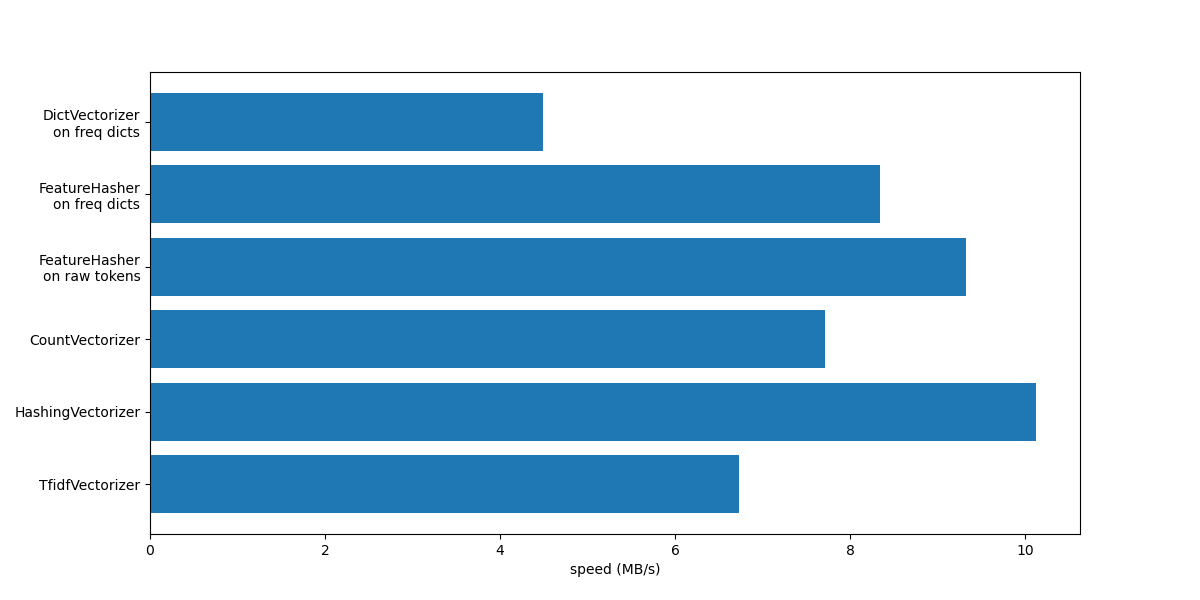 DictVectorizer
on freq dicts
FeatureHasher
on freq dicts
FeatureHasher
on raw tokens
CountVectorizer
HashingVectorizer
TfidfVectorizer
0 2 4 6 8 10
speed (MB/s)